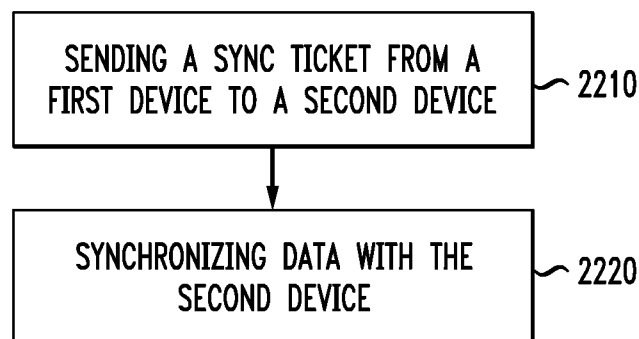 SENDING A SYNC TICKET FROM A
FIRST DEVICE TO A SECOND DEVICE
2210
SYNCHRONIZING DATA WITH THE
SECOND DEVICE
2220